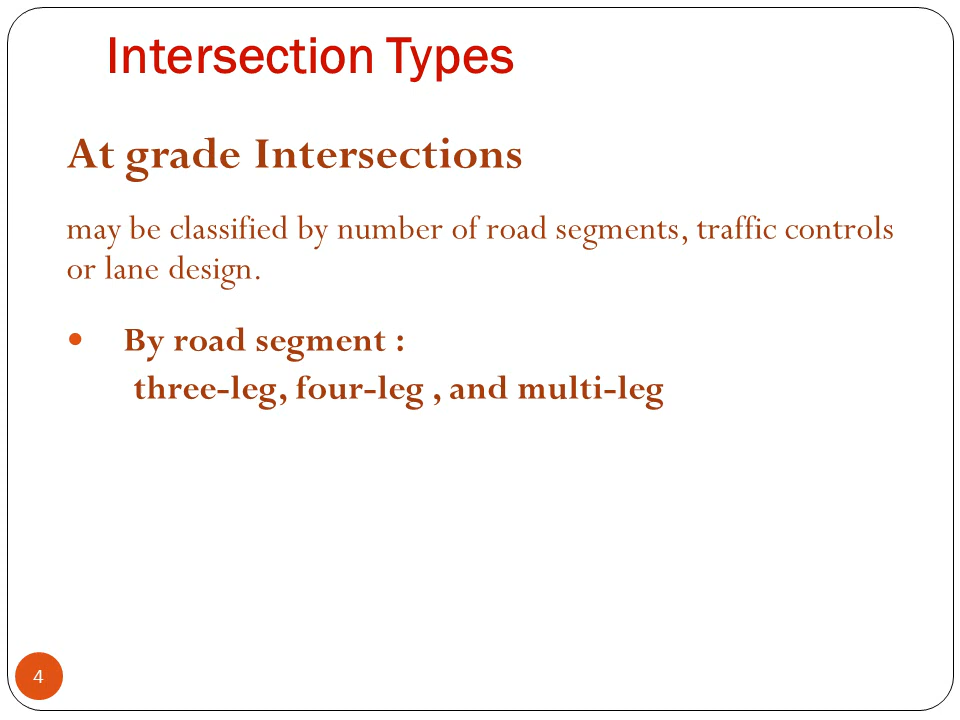 Intersection Types
At grade Intersections
may be classified by number of road segments, traffic controls
or lane design.
• By road segment :
three-leg, four-leg , and multi-leg
4